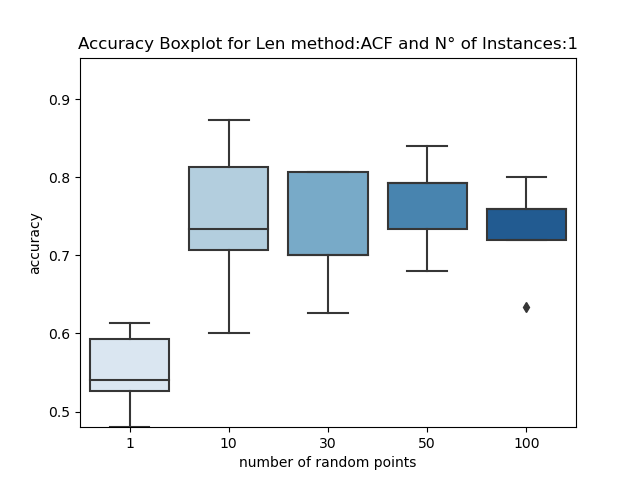 Accuracy Boxplot for Len method:ACF and N° of Instances:1
0.9
0.8
0.7
0.6
0.5
accuracy
1 10 30 50 100
number of random points